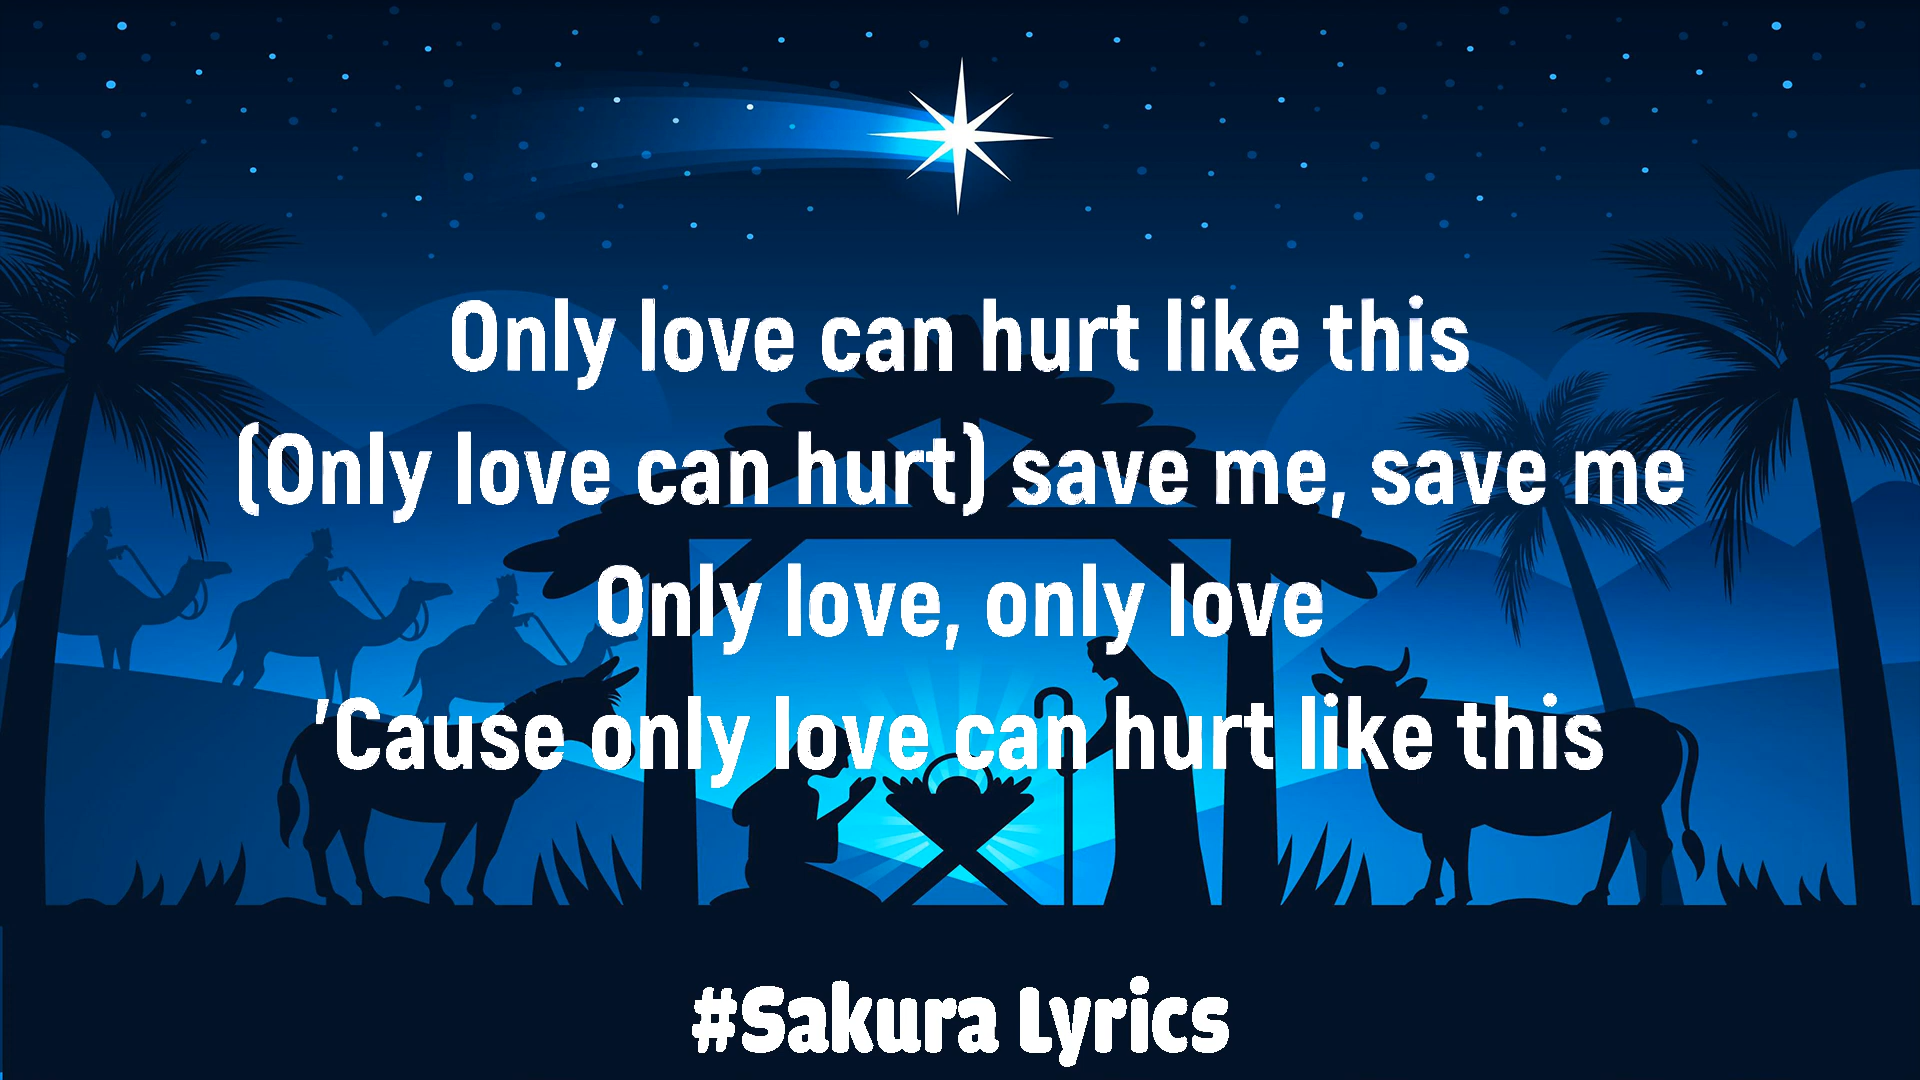 Only love can hurt like this
(Only love can hurt) save me, save me
Only love, only love
'Cause only love can hurt like this
#Sakura Lyrics